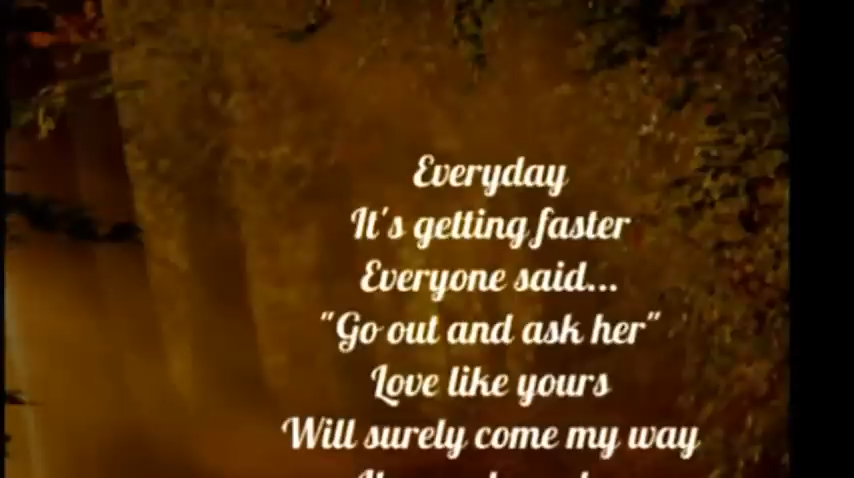 Everyday
It's getting faster
Everyone said...
"Go out and ask her"
Love like yours
Will surely come my way